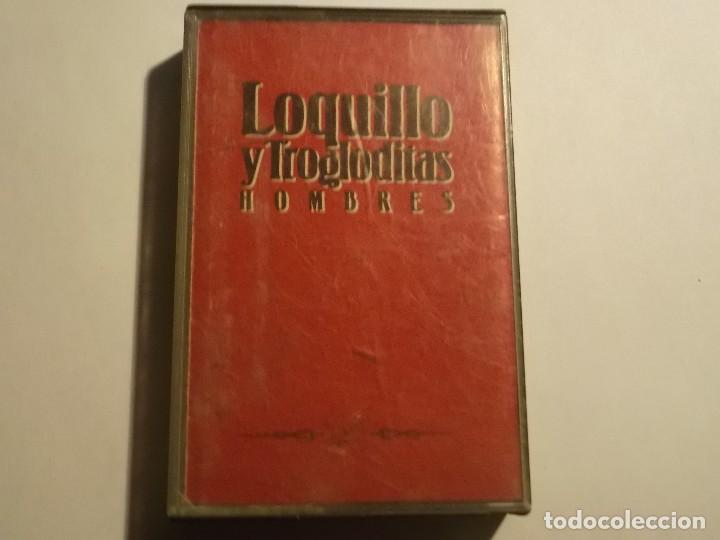 Loquillo
y Trogloditas
HOMBRES
todocoleccion